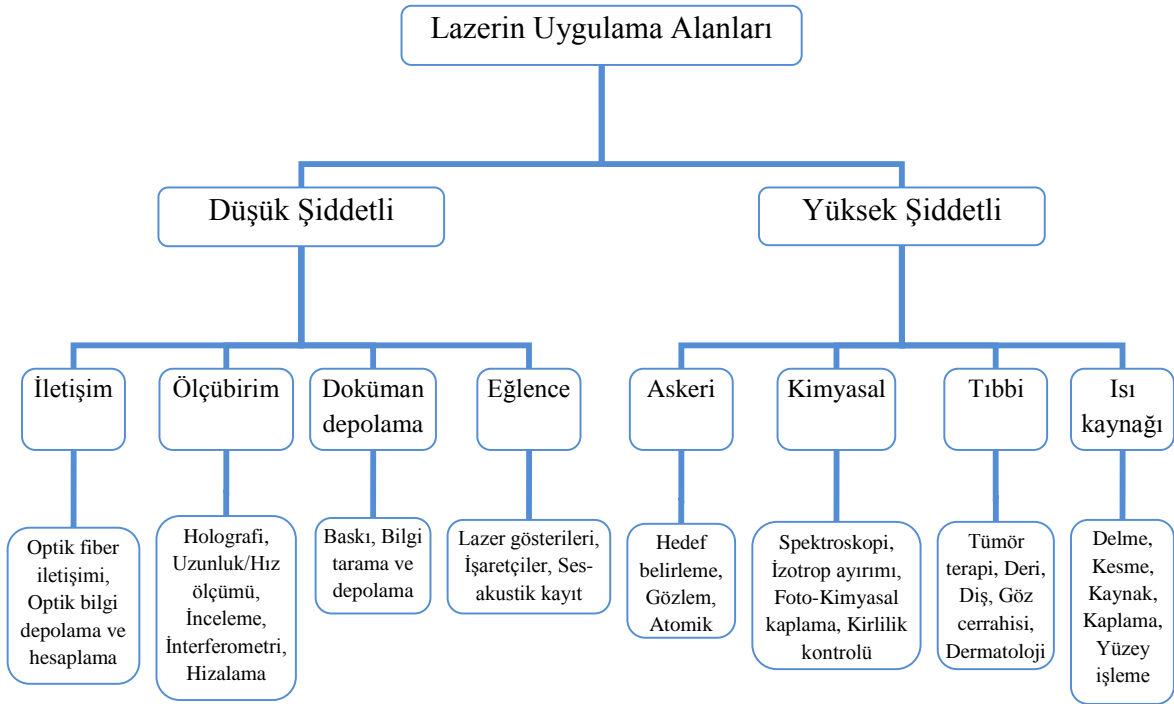 Lazerin Uygulama Alanları
Düşük Şiddetli
Yüksek Şiddetli
İletişim
Ölçübirim
Doküman
depolama
Eğlence
Askeri
Kimyasal
Tıbbi
Isı
kaynağı
Optik fiber
iletişimi,
Optik bilgi
depolama ve
hesaplama
Holografi,
Uzunluk/Hız
ölçümü,
İnceleme,
İnterferometri,
Hizalama
Baskı, Bilgi
tarama ve
depolama
Lazer gösterileri,
İşaretçiler, Ses-
akustik kayıt
Hedef
belirleme,
Gözlem,
Atomik
Spektroskopi,
İzotrop ayırımı,
Foto-Kimyasal
kaplama, Kirlilik
kontrolü
Tümör
terapi, Deri,
Diş, Göz
cerrahisi,
Dermatoloji
Delme,
Kesme,
Kaynak,
Kaplama,
Yüzey
işleme